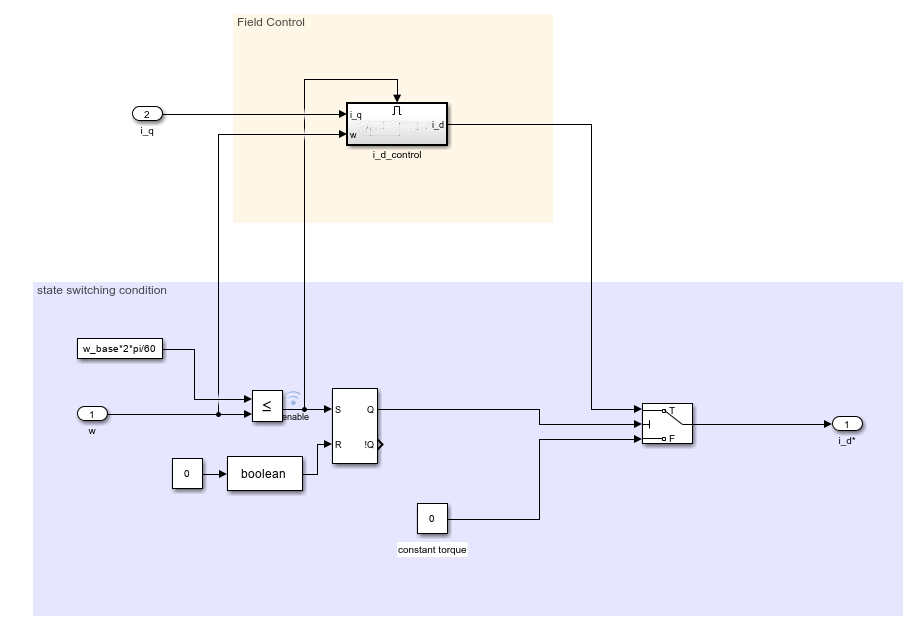 Field Control
2
i_q
i_q
w
i_d
i_d_control
state switching condition
w_base*2*pi/60
1
w
≤
enable
S
R
Q
!Q
0
boolean
0
constant torque
T
F
1
i_d*